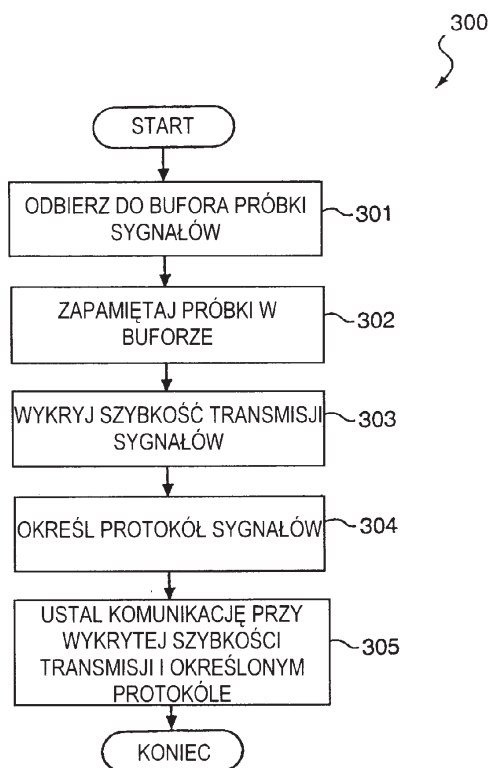 300
START
ODBIERZ DO BUFORA PRÓBKI
SYGNAŁÓW
301
ZAPAMIĘTAJ PRÓBKI W
BUFORZE
302
WYKRYJ SZYBKOŚĆ TRANSMISJI
SYGNAŁÓW
303
OKREŚL PROTOKÓŁ SYGNAŁÓW
304
USTAL KOMUNIKACJĘ PRZY
WYKRYTEJ SZYBKOŚCI
TRANSMISJI I OKREŚLONYM
PROTOKÓLE
305
KONIEC